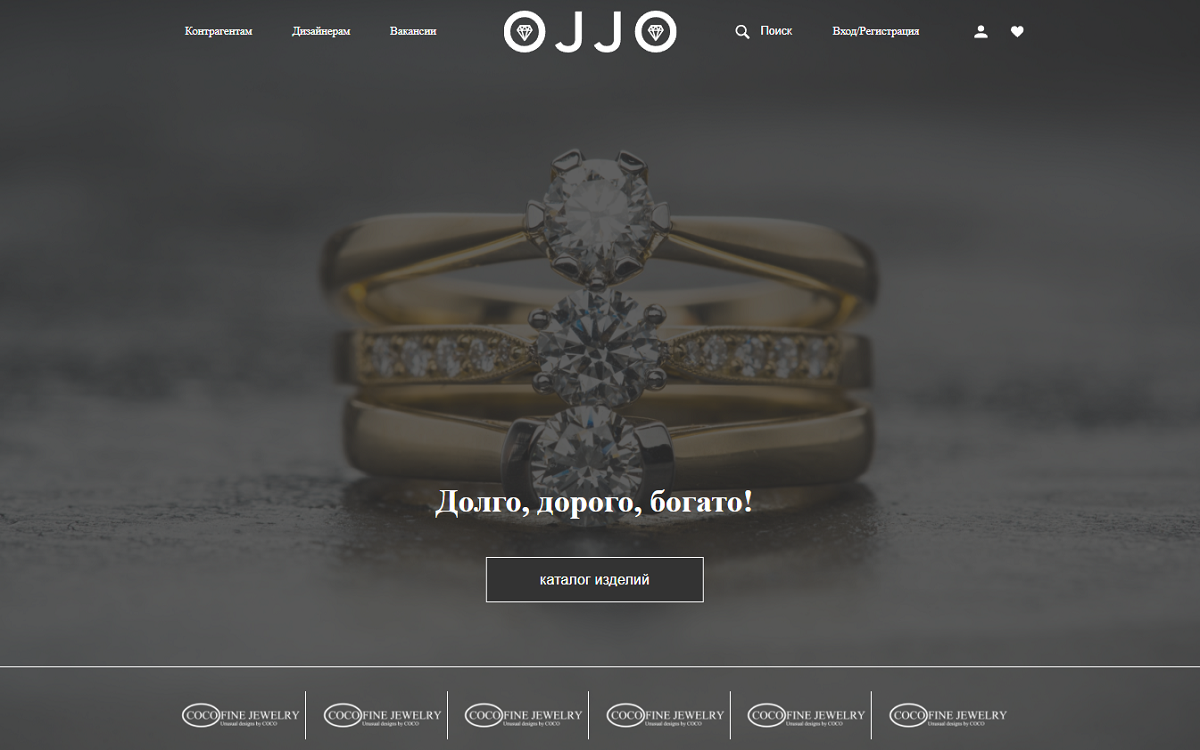 Контрагентам Дизайнерам Вакансии OJJO Поиск Вход/Регистрация
Долго, дорого, богато!
каталог изделий
COCO FINE JEWELRY COCO FINE JEWELRY COCO FINE JEWELRY COCO FINE JEWELRY COCO FINE JEWELRY COCO FINE JEWELRY
Unusual designs by COCO Unusual designs by COCO Unusual designs by COCO Unusual designs by COCO Unusual designs by COCO Unusual designs by COCO